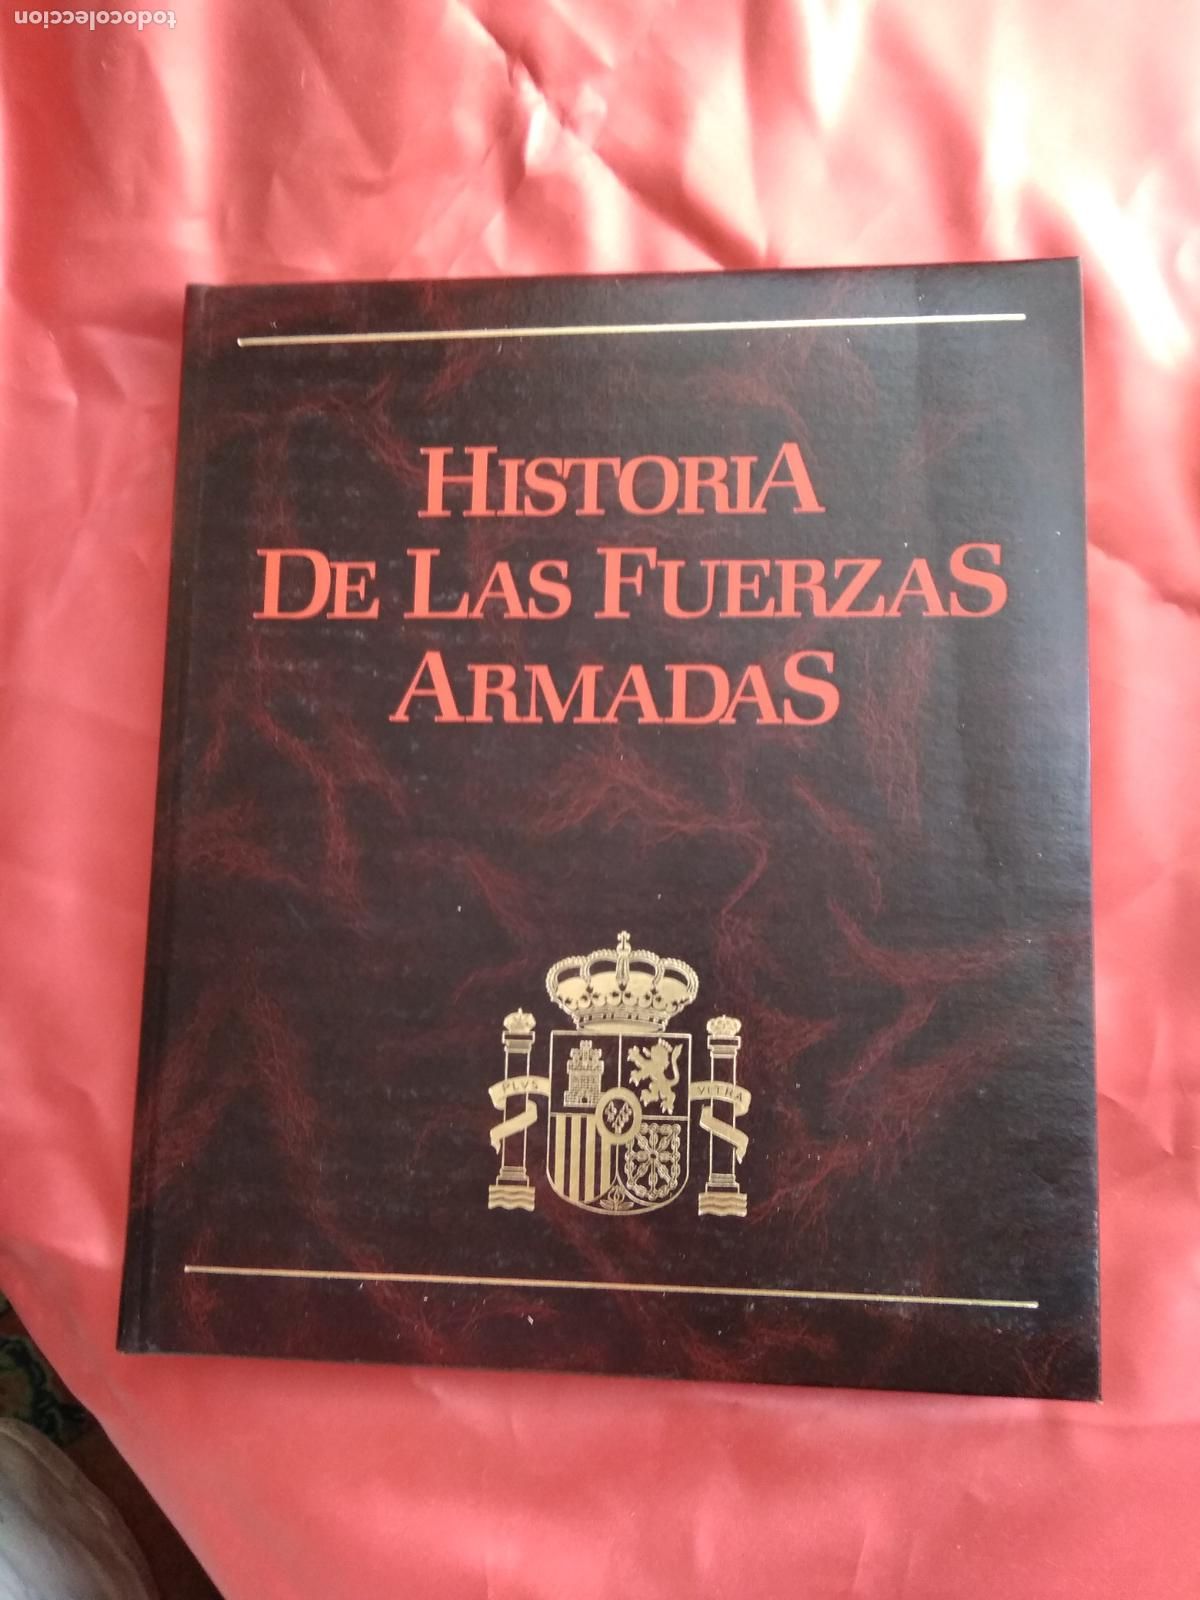 todocoleccion
HISTORIA
DE LAS FUERZAS
ARMADAS
PLVS VLTRA